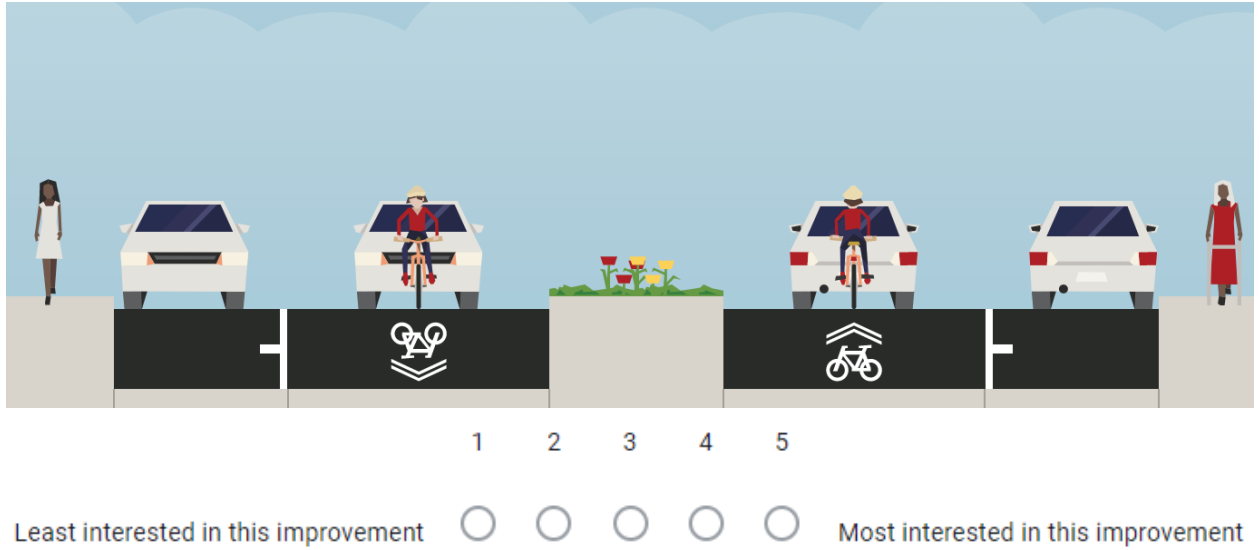 1 2 3 4 5
Least interested in this improvement
Most interested in this improvement